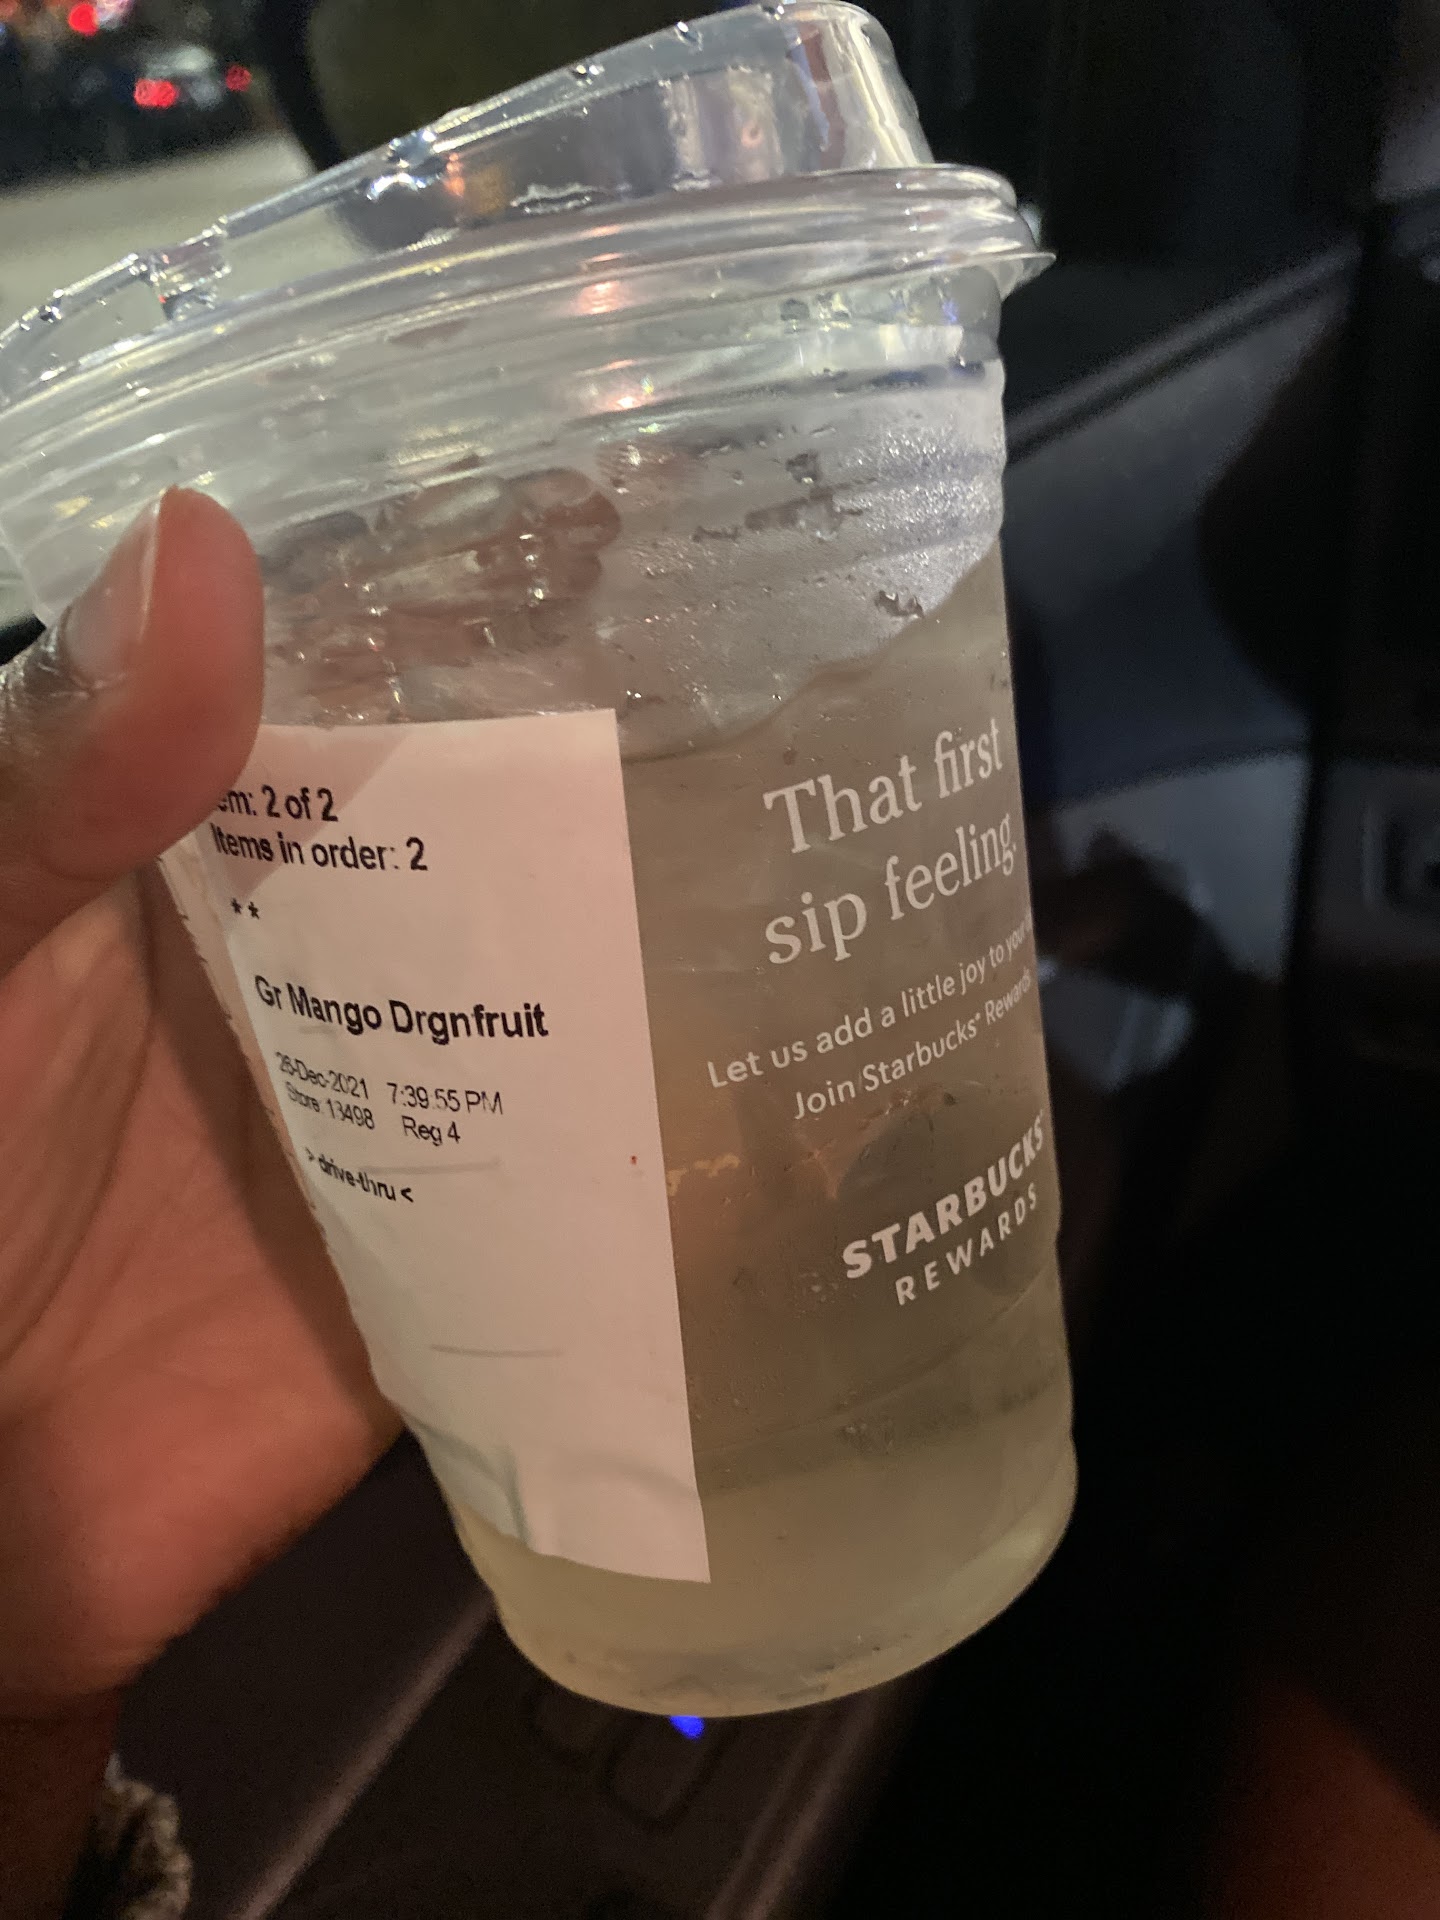 em: 2 of 2
Items in order: 2
**
Gr Mango Drgnfruit
26-Dec-2021 7:39:55 PM
Store: 13498 Reg 4
> drive-thru <
That first
sip feeling.
Let us add a little joy to your
Join Starbucks® Rewards
STARBUCKS®
REWARDS